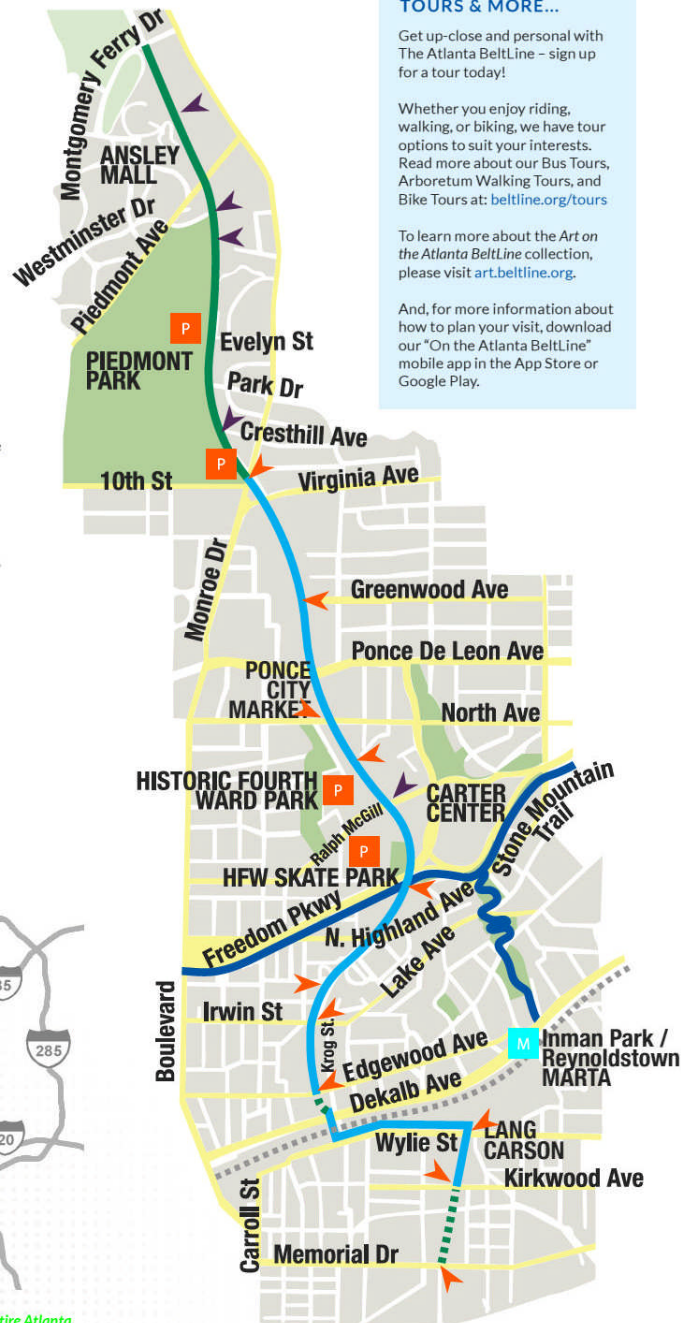 TOURS & MORE...
Get up-close and personal with
The Atlanta BeltLine – sign up
for a tour today!
Whether you enjoy riding,
walking, or biking, we have tour
options to suit your interests.
Read more about our Bus Tours,
Arboretum Walking Tours, and
Bike Tours at: beltline.org/tours
To learn more about the Art on
the Atlanta BeltLine collection,
please visit art.beltline.org.
And, for more information about
how to plan your visit, download
our "On the Atlanta BeltLine"
mobile app in the App Store or
Google Play.
Montgomery Ferry Dr
ANSLEY
MALL
Westminster Dr
Piedmont Ave
P
Evelyn St
PIEDMONT
PARK
Park Dr
Cresthill Ave
P
10th St
Virginia Ave
Monroe Dr
Greenwood Ave
Ponce De Leon Ave
PONCE
CITY
MARKET
North Ave
HISTORIC FOURTH
WARD PARK
P
CARTER
CENTER
Stone Mountain
Trail
Ralph McGill
P
HFW SKATE PARK
Freedom Pkwy
N. Highland Ave
Lake Ave
Irwin St
Krog St.
Boulevard
Edgewood Ave
Dekalb Ave
M
Inman Park /
Reynoldstown
MARTA
Wylie St
LANG
CARSON
Kirkwood Ave
Carroll St
Memorial Dr
285
tire Atlanta